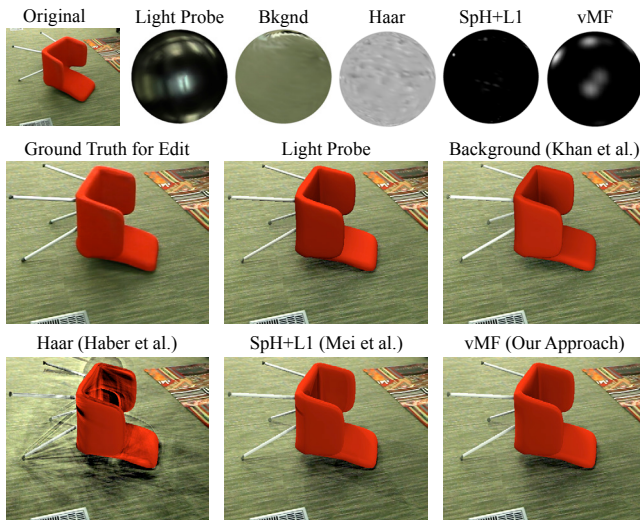 Original
Light Probe
Bkgnd
Haar
SpH+L1
vMF
Ground Truth for Edit
Light Probe
Background (Khan et al.)
Haar (Haber et al.)
SpH+L1 (Mei et al.)
vMF (Our Approach)